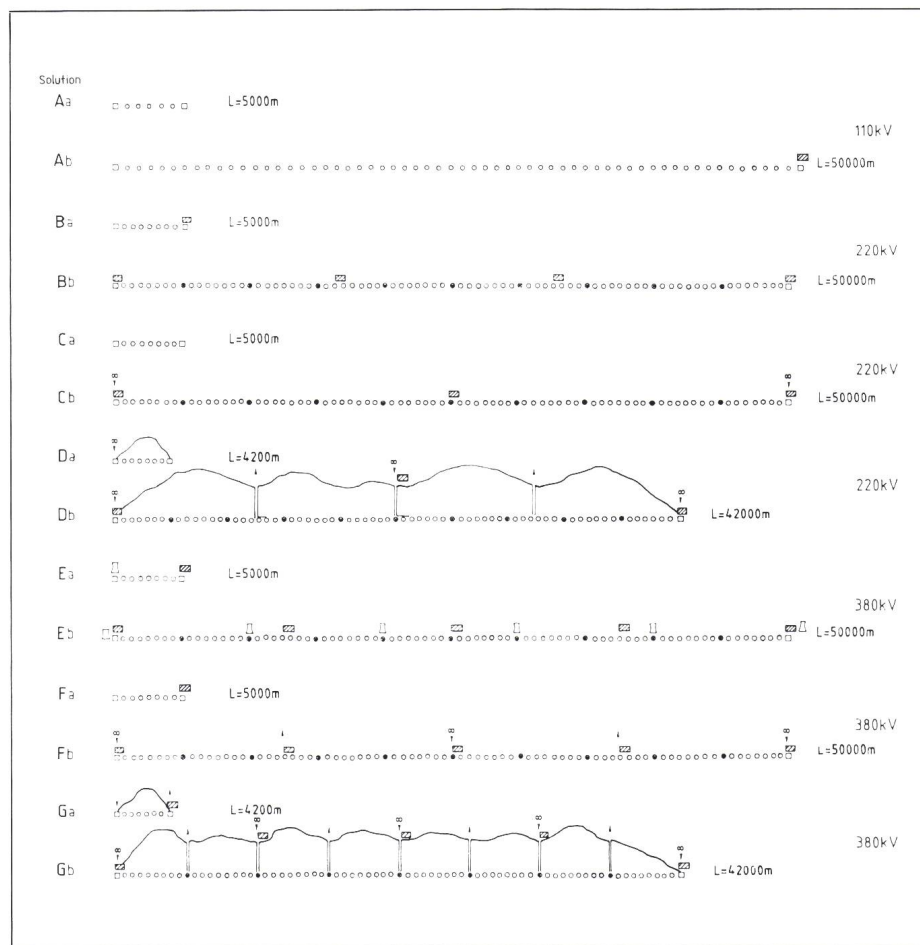 Solution
Aa L=5000m
110kV
Ab L=50000m
Ba L=5000m
220kV
Bb L=50000m
Ca L=5000m
220kV
Cb L=50000m
Da L=4200m
220kV
Db L=42000m
Ea L=5000m
380kV
Eb L=50000m
Fa L=5000m
380kV
Fb L=50000m
Ga L=4200m
380kV
Gb L=42000m